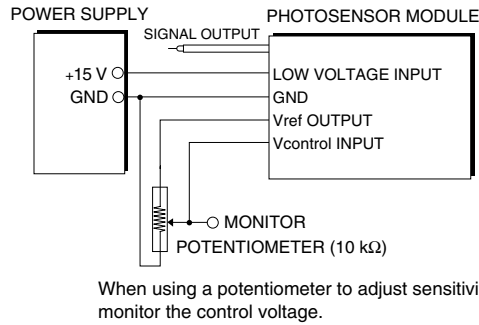 POWER SUPPLY
PHOTOSENSOR MODULE
SIGNAL OUTPUT
+15 V
LOW VOLTAGE INPUT
GND
GND
Vref OUTPUT
Vcontrol INPUT
MONITOR
POTENTIOMETER (10 kΩ)
When using a potentiometer to adjust sensitivi
monitor the control voltage.